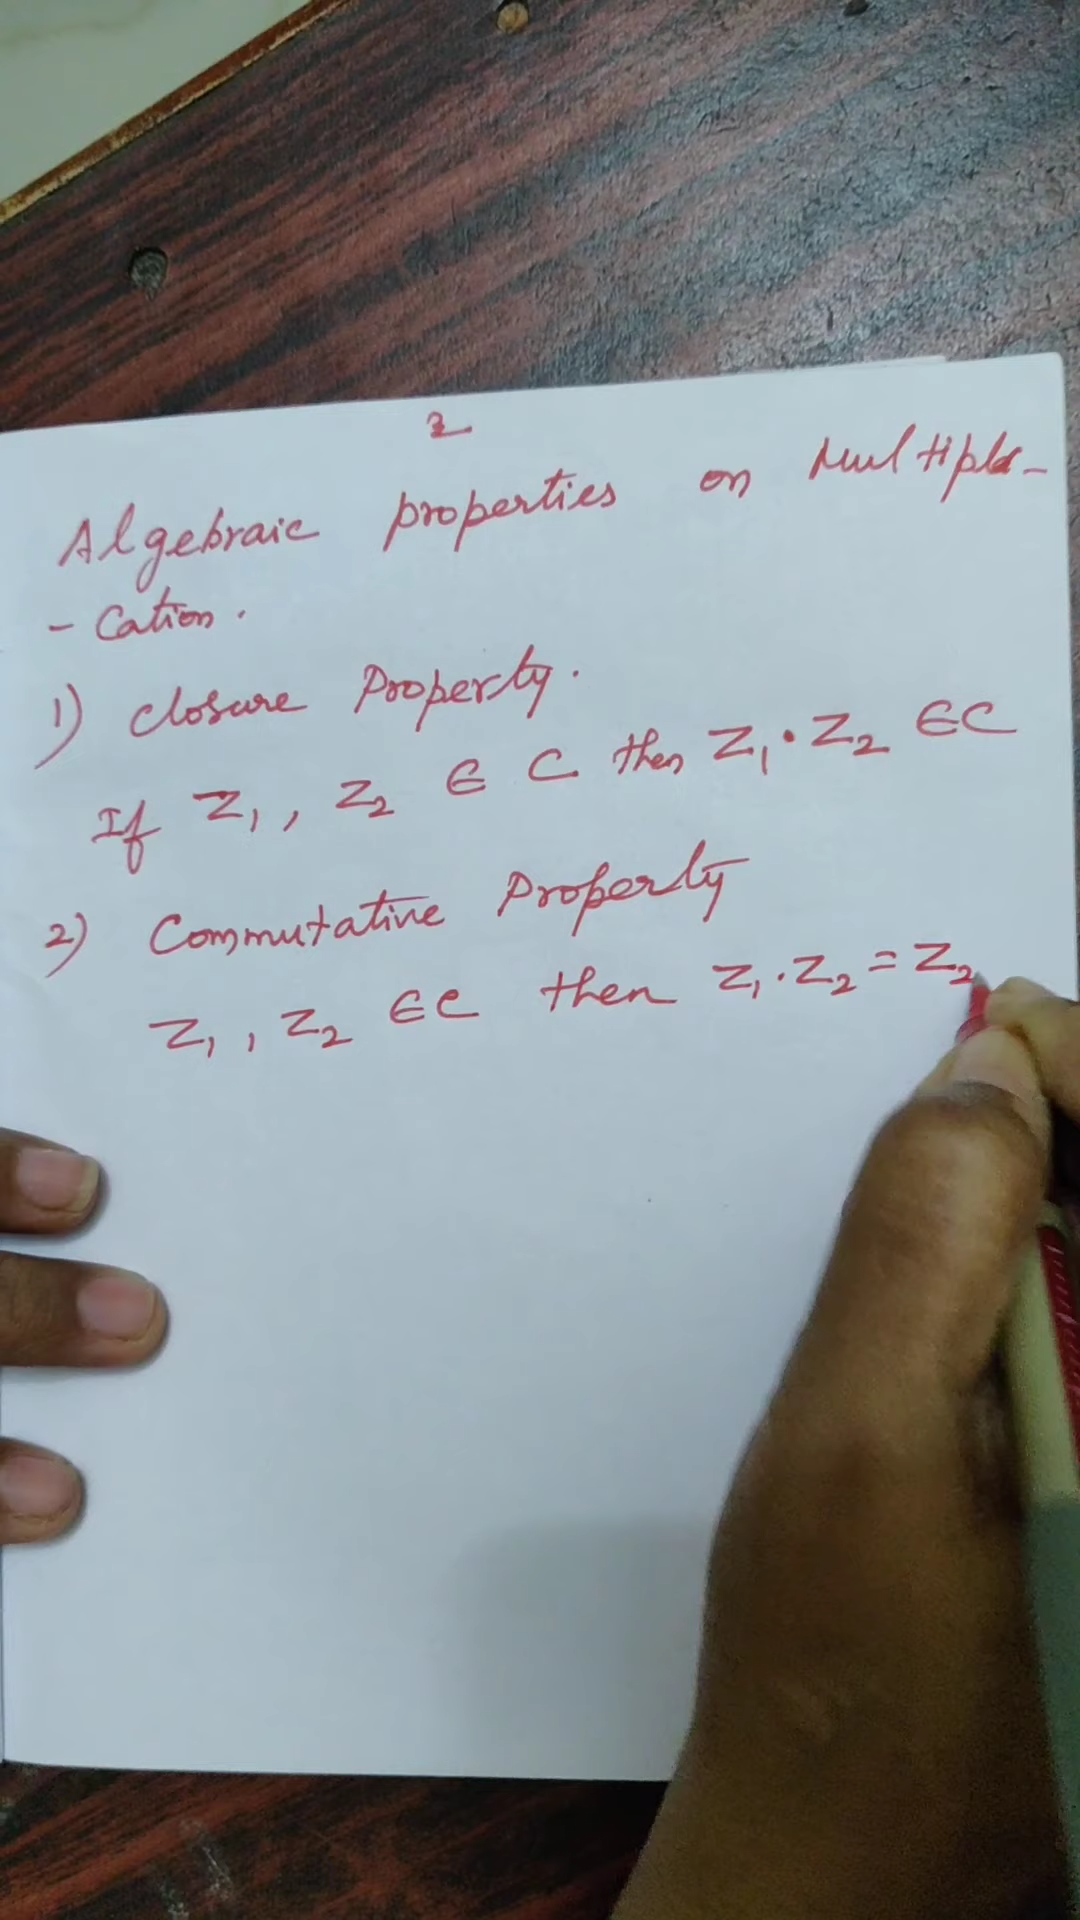 2
Algebraic properties on Multipli-
- Cation.
1) Closure Property.
If Z₁, Z₂ ∈ C then Z₁ · Z₂ ∈ C
2) Commutative Property
Z₁, Z₂ ∈ C then Z₁ · Z₂ = Z₂